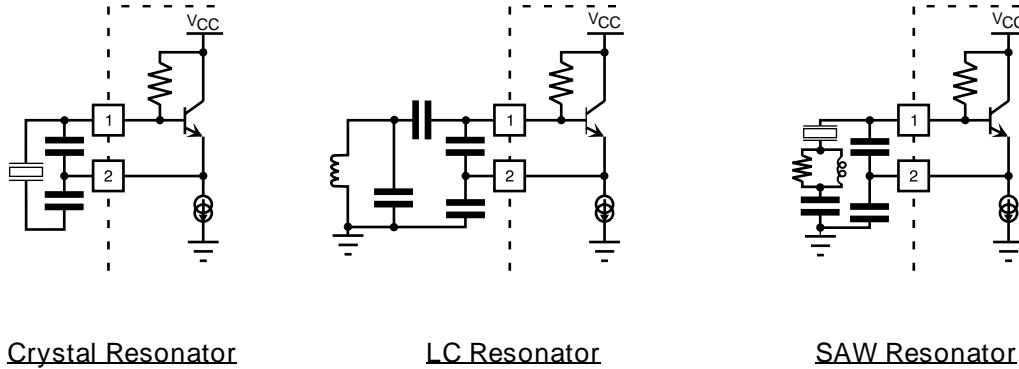 VCC
1
2
Crystal Resonator
VCC
1
2
LC Resonator
VCC
1
2
SAW Resonator